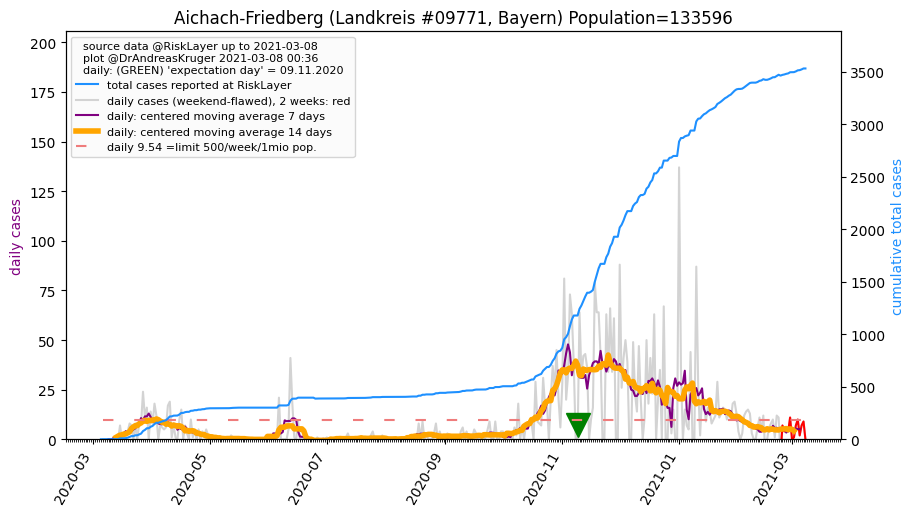 Aichach-Friedberg (Landkreis #09771, Bayern) Population=133596
source data @RiskLayer up to 2021-03-08
plot @DrAndreasKruger 2021-03-08 00:36
daily: (GREEN) 'expectation day' = 09.11.2020
total cases reported at RiskLayer
daily cases (weekend-flawed), 2 weeks: red
daily: centered moving average 7 days
daily: centered moving average 14 days
daily 9.54 =limit 500/week/1mio pop.
daily cases
200
175
150
125
100
75
50
25
0
cumulative total cases
3500
3000
2500
2000
1500
1000
500
0
2020-03
2020-05
2020-07
2020-09
2020-11
2021-01
2021-03